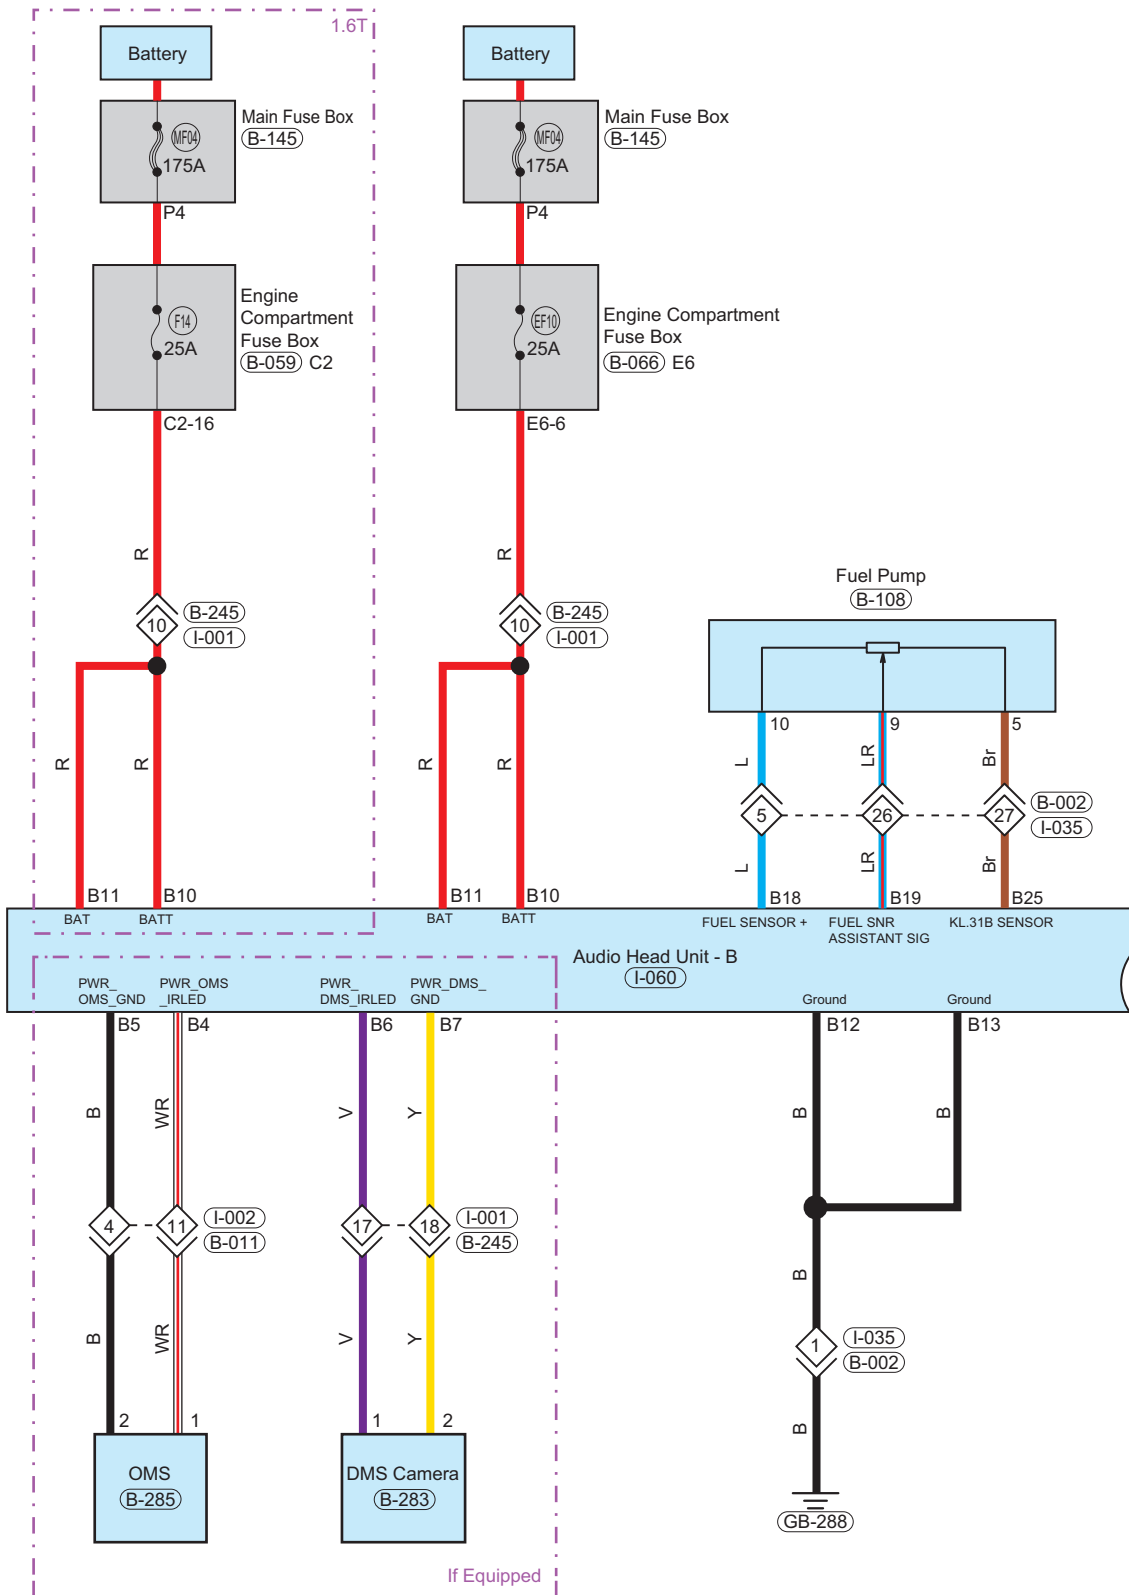 1.6T
Battery
Battery
Main Fuse Box
B-145
MF04
175A
P4
Main Fuse Box
B-145
MF04
175A
P4
Engine
Compartment
Fuse Box
B-059 C2
F14
25A
C2-16
Engine Compartment
Fuse Box
B-066 E6
EF10
25A
E6-6
R
R
10
B-245
I-001
10
B-245
I-001
R
R
R
R
Fuel Pump
B-108
10
9
5
L
LR
Br
5
26
27
B-002
I-035
L
LR
Br
B11
B10
B11
B10
B18
B19
B25
BAT
BATT
BAT
BATT
FUEL SENSOR +
FUEL SNR
ASSISTANT SIG
KL.31B SENSOR
Audio Head Unit - B
I-060
PWR_
OMS_GND
PWR_OMS
_IRLED
PWR_
DMS_IRLED
PWR_DMS_
GND
Ground
Ground
B5
B4
B6
B7
B12
B13
B
WR
V
Y
B
B
4
11
I-002
B-011
17
18
I-001
B-245
B
WR
V
Y
B
1
I-035
B-002
B
2
1
1
2
OMS
B-285
DMS Camera
B-283
GB-288
If Equipped